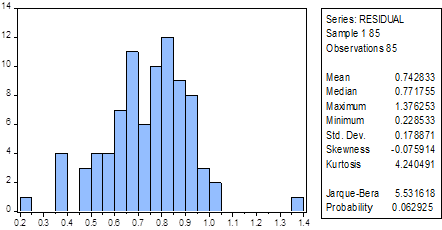 14
12
10
8
6
4
2
0
0.2 0.3 0.4 0.5 0.6 0.7 0.8 0.9 1.0 1.1 1.2 1.3 1.4
Series: RESIDUAL
Sample 1 85
Observations 85
Mean 0.742833
Median 0.771755
Maximum 1.376253
Minimum 0.228533
Std. Dev. 0.178871
Skewness -0.075914
Kurtosis 4.240491
Jarque-Bera 5.531618
Probability 0.062925